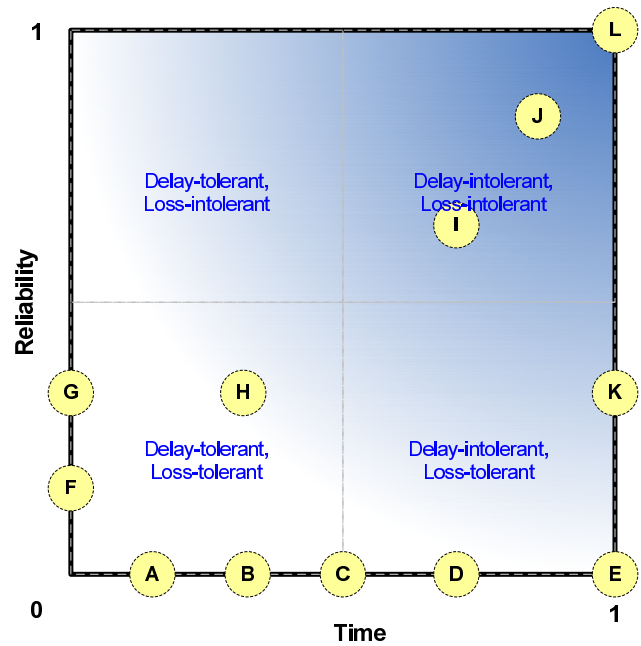 1
L
J
Delay-tolerant,
Loss-intolerant
Delay-intolerant,
Loss-intolerant
I
Reliability
G
H
K
Delay-tolerant,
Loss-tolerant
Delay-intolerant,
Loss-tolerant
F
A
B
C
D
E
0
1
Time